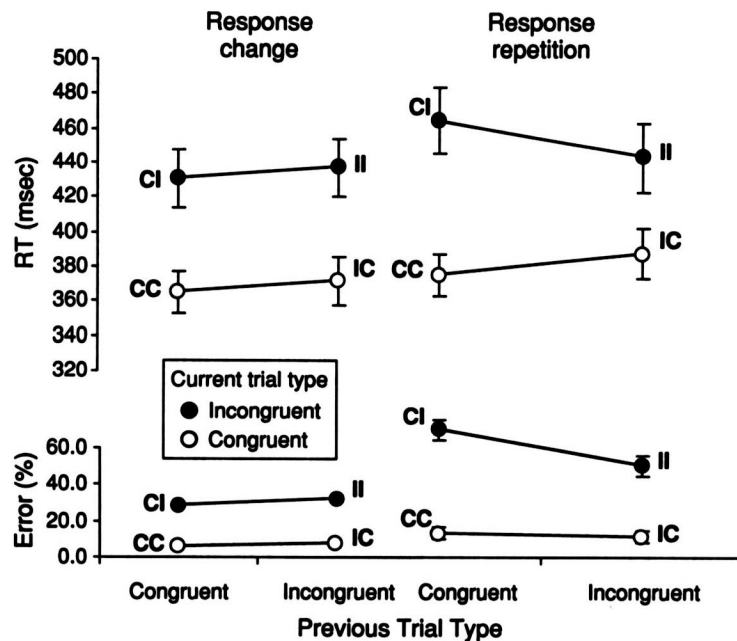 Response
change
Response
repetition
500
480
460
440
420
400
380
360
340
320
RT (msec)
CI
II
CC
IC
CI
II
CC
IC
Current trial type
Incongruent
Congruent
60.0
40.0
20.0
0.0
Error (%)
CI
II
CC
IC
CI
II
CC
IC
Congruent
Incongruent
Congruent
Incongruent
Previous Trial Type